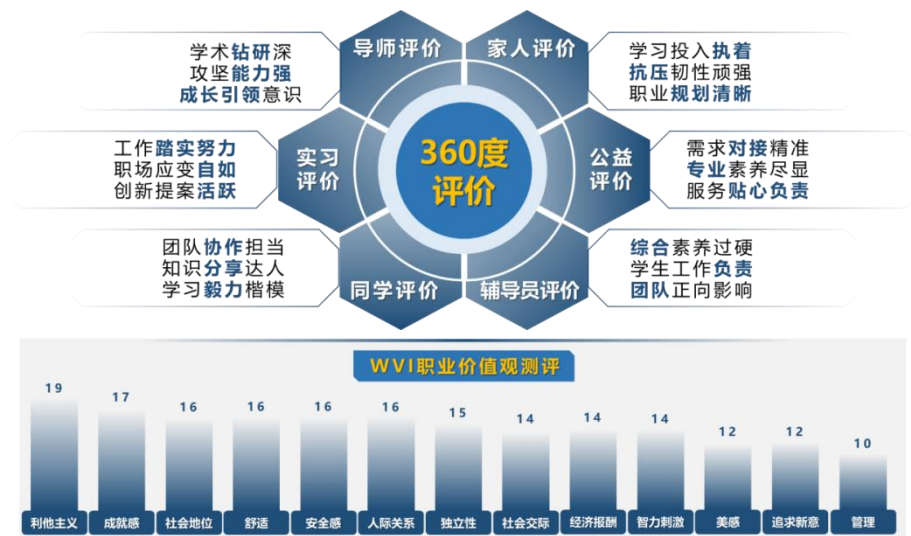 导师评价
学术钻研深
攻坚能力强
成长引领意识
家人评价
学习投入执着
抗压韧性顽强
职业规划清晰
实习
评价
工作踏实努力
职场应变自如
创新提案活跃
360度
评价
公益
评价
需求对接精准
专业素养尽显
服务贴心负责
同学评价
团队协作担当
知识分享达人
学习毅力楷模
辅导员评价
综合素养过硬
学生工作负责
团队正向影响
WVI职业价值观测评
19 17 16 16 16 16 15 14 14 14 12 12 10
利他主义 成就感 社会地位 舒适 安全感 人际关系 独立性 社会交际 经济报酬 智力刺激 美感 追求新意 管理